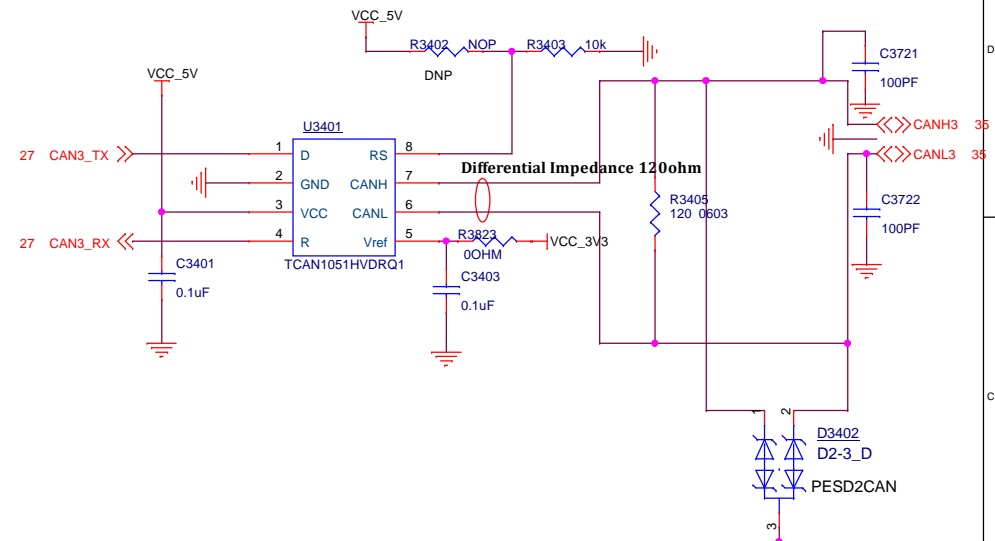 VCC_5V
R3402 NOP R3403 10k
DNP
D
C3721
100PF
VCC_5V
U3401
27 CAN3_TX 1 D RS 8
CANH3 35
Differential Impedance 120ohm
CANL3 35
2 GND CANH 7
R3405
120 0603
C3722
100PF
3 VCC CANL 6
27 CAN3_RX 4 R Vref 5
R3823
0OHM
VCC_3V3
TCAN1051HVDRQ1
C3401
0.1uF
C3403
0.1uF
C
1 2
D3402
D2-3_D
PESD2CAN
3